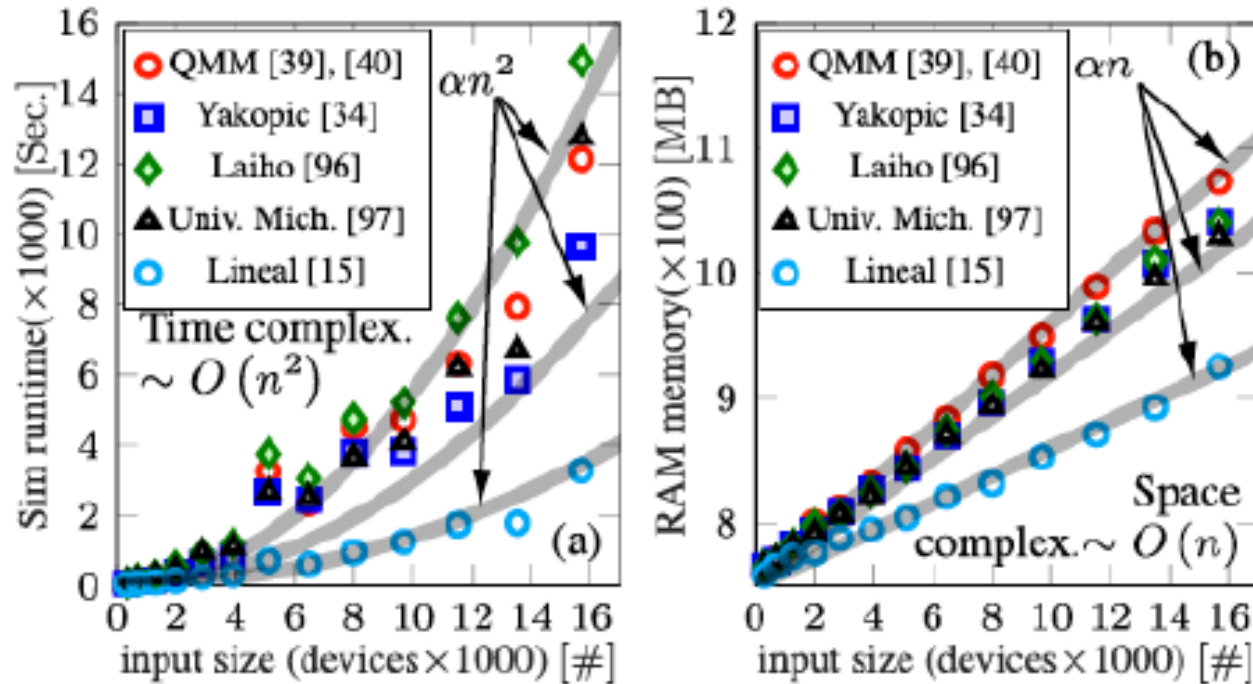 16
14
12
10
8
6
4
2
0
Sim runtime(×1000) [Sec.]
QMM [39], [40]
Yakopic [34]
Laiho [96]
Univ. Mich. [97]
Lineal [15]
αn²
Time complex.
∼ O (n²)
(a)
0 2 4 6 8 10 12 14 16
input size (devices×1000) [#]
12
11
10
9
8
RAM memory(×100) [MB]
QMM [39], [40]
Yakopic [34]
Laiho [96]
Univ. Mich. [97]
Lineal [15]
αn
(b)
Space
complex.∼ O (n)
0 2 4 6 8 10 12 14 16
input size (devices×1000) [#]